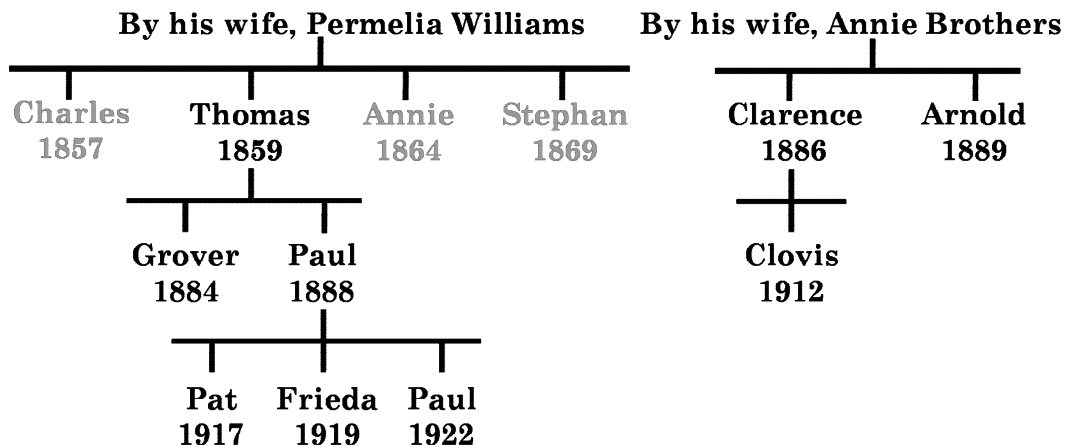 By his wife, Permelia Williams By his wife, Annie Brothers
Charles Thomas Annie Stephan Clarence Arnold
1857 1859 1864 1869 1886 1889
Grover Paul Clovis
1884 1888 1912
Pat Frieda Paul
1917 1919 1922